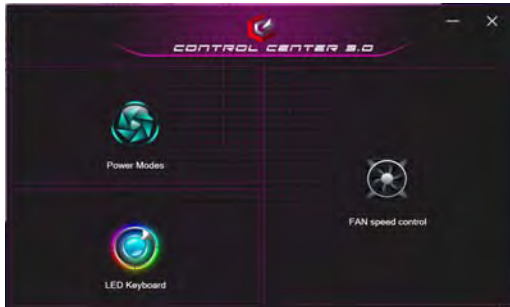 CONTROL CENTER 3.0
Power Modes
FAN speed control
LED Keyboard